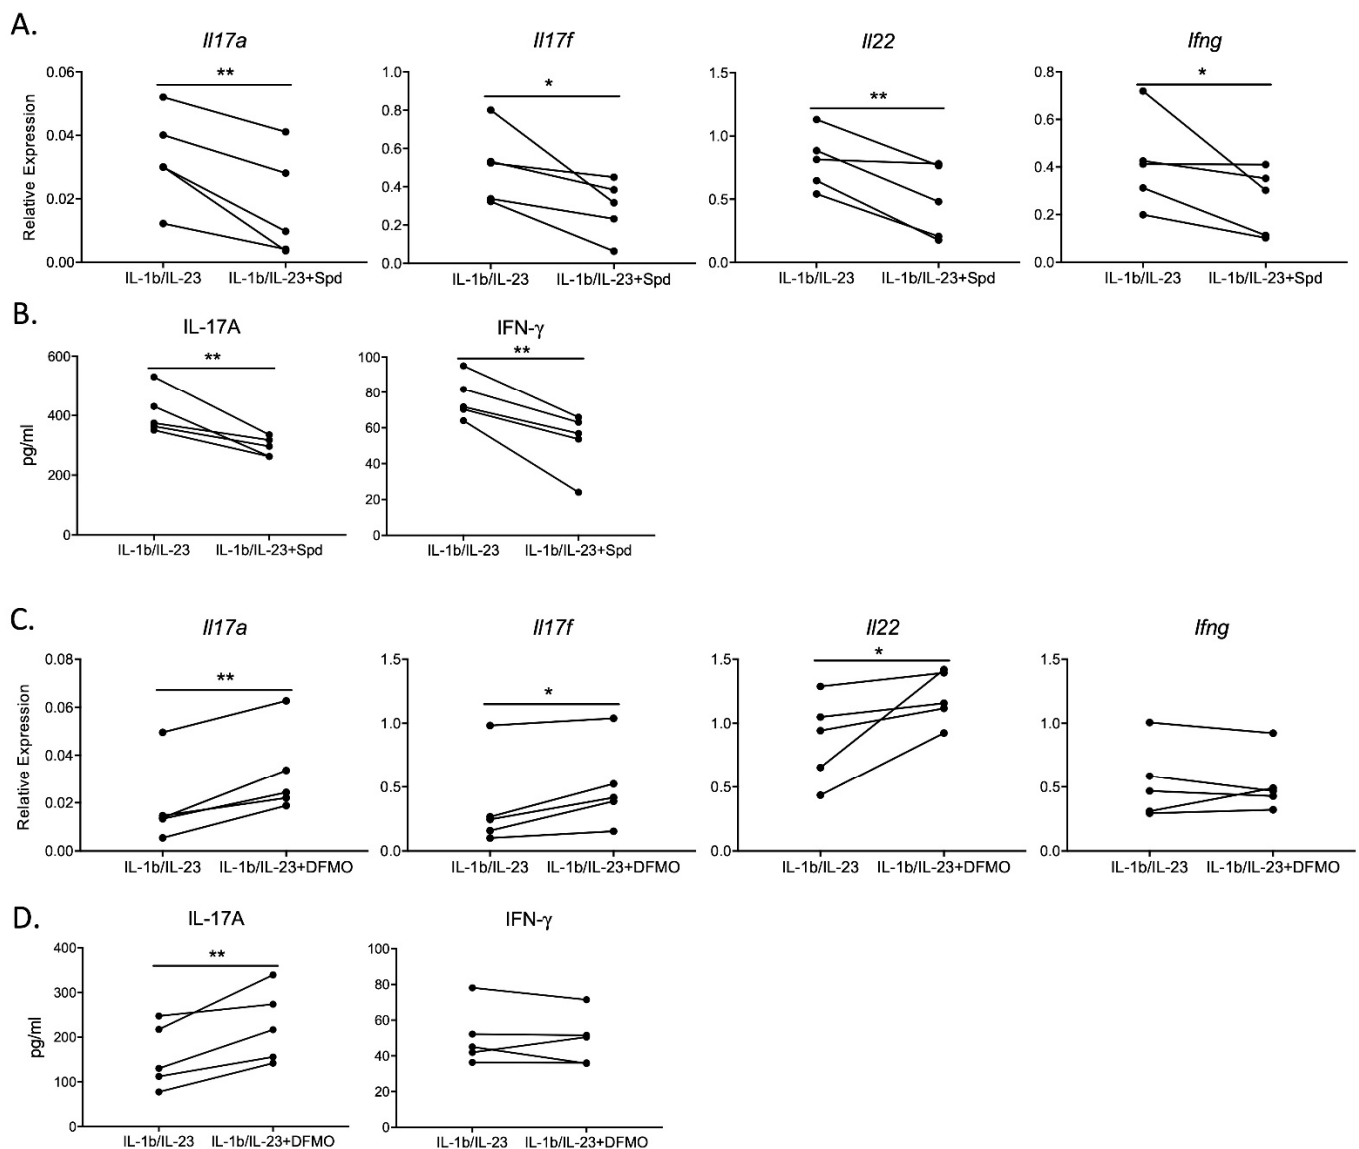 A.
Il17a
Il17f
Il22
Ifng
** * ** *
Relative Expression
0.06
0.04
0.02
0.00
1.0
0.8
0.6
0.4
0.2
0.0
1.5
1.0
0.5
0.0
0.8
0.6
0.4
0.2
0.0
IL-1b/IL-23 IL-1b/IL-23+Spd
IL-1b/IL-23 IL-1b/IL-23+Spd
IL-1b/IL-23 IL-1b/IL-23+Spd
IL-1b/IL-23 IL-1b/IL-23+Spd
B.
IL-17A
IFN-γ
** **
pg/ml
600
400
200
0
100
80
60
40
20
0
IL-1b/IL-23 IL-1b/IL-23+Spd
IL-1b/IL-23 IL-1b/IL-23+Spd
C.
Il17a
Il17f
Il22
Ifng
** * *
Relative Expression
0.08
0.06
0.04
0.02
0.00
1.5
1.0
0.5
0.0
1.5
1.0
0.5
0.0
1.5
1.0
0.5
0.0
IL-1b/IL-23 IL-1b/IL-23+DFMO
IL-1b/IL-23 IL-1b/IL-23+DFMO
IL-1b/IL-23 IL-1b/IL-23+DFMO
IL-1b/IL-23 IL-1b/IL-23+DFMO
D.
IL-17A
IFN-γ
**
pg/ml
400
300
200
100
0
100
80
60
40
20
0
IL-1b/IL-23 IL-1b/IL-23+DFMO
IL-1b/IL-23 IL-1b/IL-23+DFMO